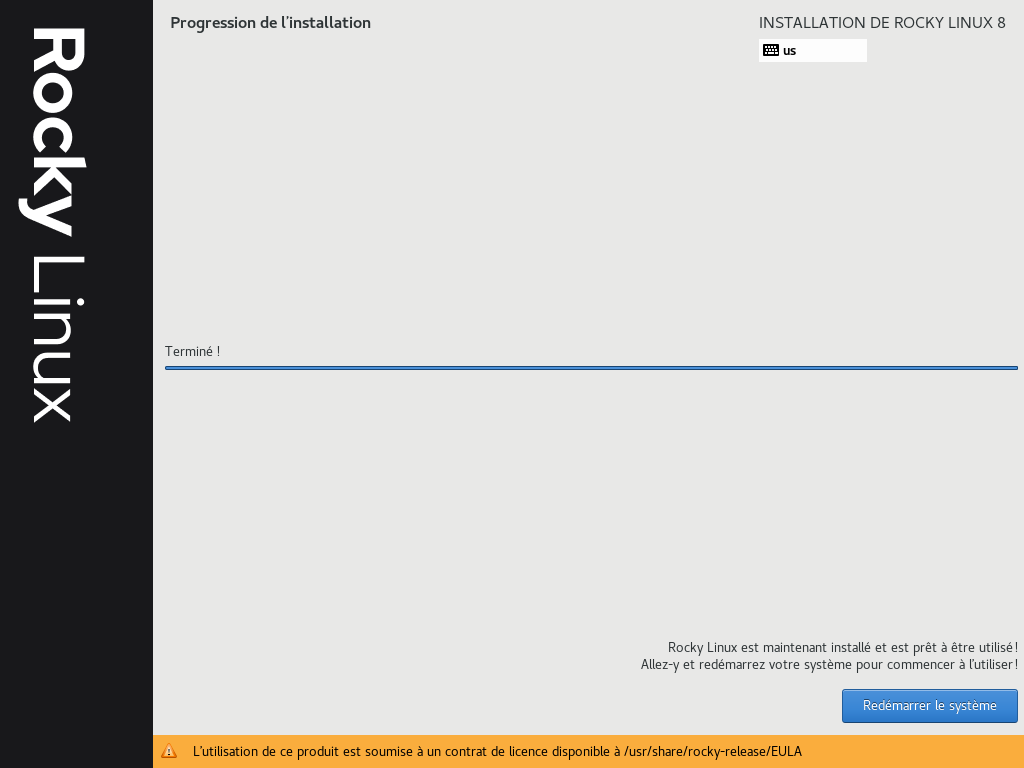 Rocky Linux
Progression de l'installation
INSTALLATION DE ROCKY LINUX 8
us
Terminé !
Rocky Linux est maintenant installé et est prêt à être utilisé !
Allez-y et redémarrez votre système pour commencer à l'utiliser !
Redémarrer le système
L'utilisation de ce produit est soumise à un contrat de licence disponible à /usr/share/rocky-release/EULA